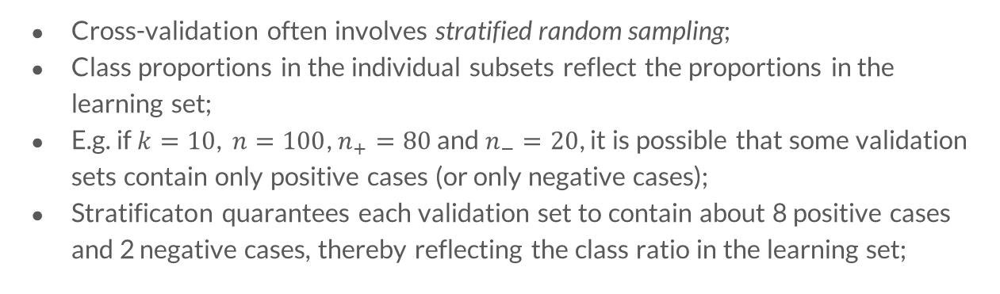 • Cross-validation often involves stratified random sampling;
• Class proportions in the individual subsets reflect the proportions in the
learning set;
• E.g. if k = 10, n = 100, n₊ = 80 and n₋ = 20, it is possible that some validation
sets contain only positive cases (or only negative cases);
• Stratificaton quarantees each validation set to contain about 8 positive cases
and 2 negative cases, thereby reflecting the class ratio in the learning set;